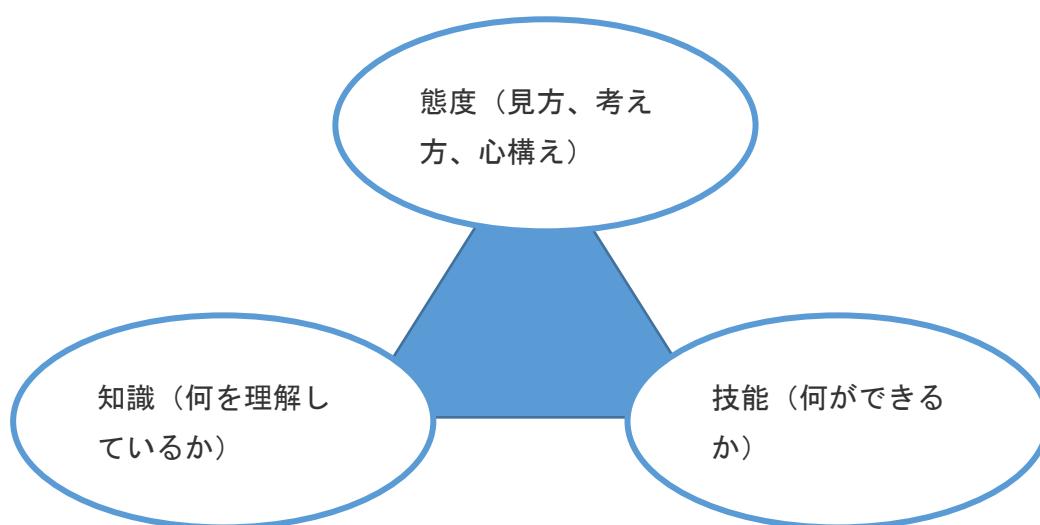 態度（見方、考え
方、心構え）
知識（何を理解し
ているか）
技能（何ができる
か）